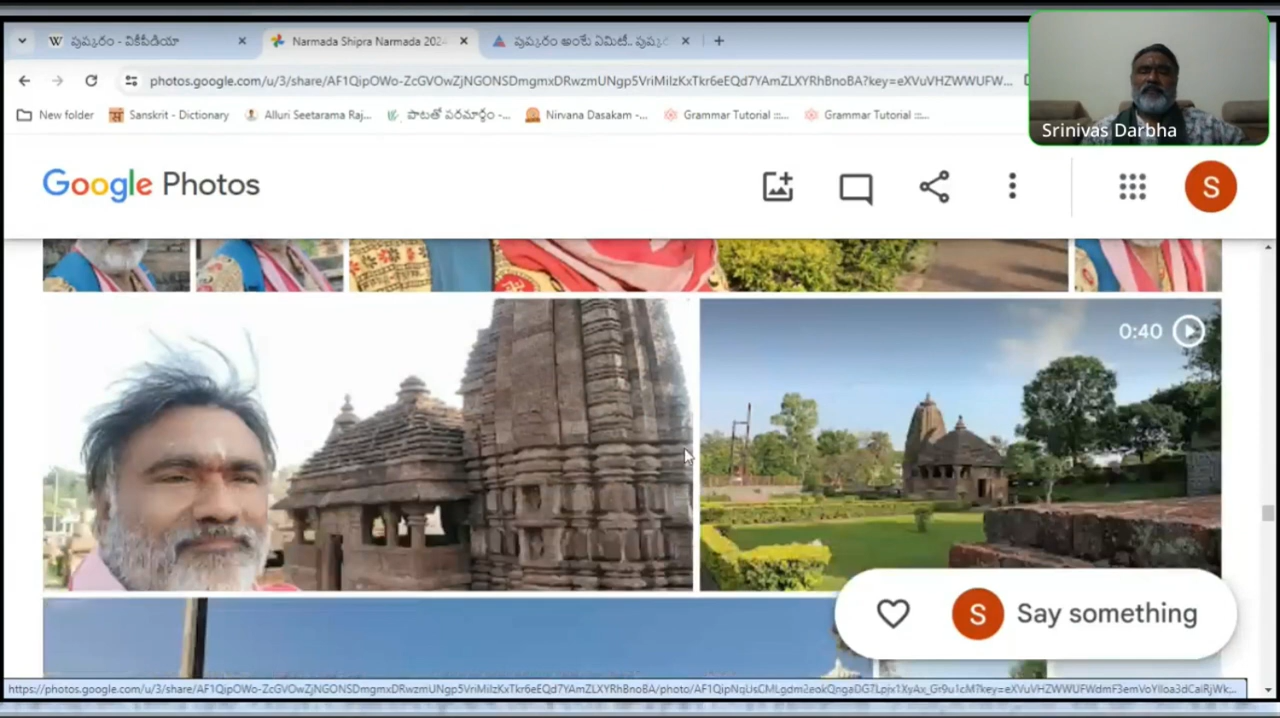 పుష్కరం - వికీపీడియా
Narmada Shipra Narmada 202
పుష్కరం అంటే ఏమిటి.. పుష్క
photos.google.com/u/3/share/AF1QipOWo-ZcGVOwZjNGONSDmgmxDRwzmUNgp5VriMilzKxTkr6eEQd7YAmZLXYRhBnoBA?key=eXVuVHZWWUFW...
New folder
Sanskrit - Dictionary
Alluri Seetarama Raj...
పాటతో పరమార్థం -...
Nirvana Dasakam -...
Grammar Tutorial ::...
Grammar Tutorial ::...
Srinivas Darbha
Google Photos
S
0:40
S Say something